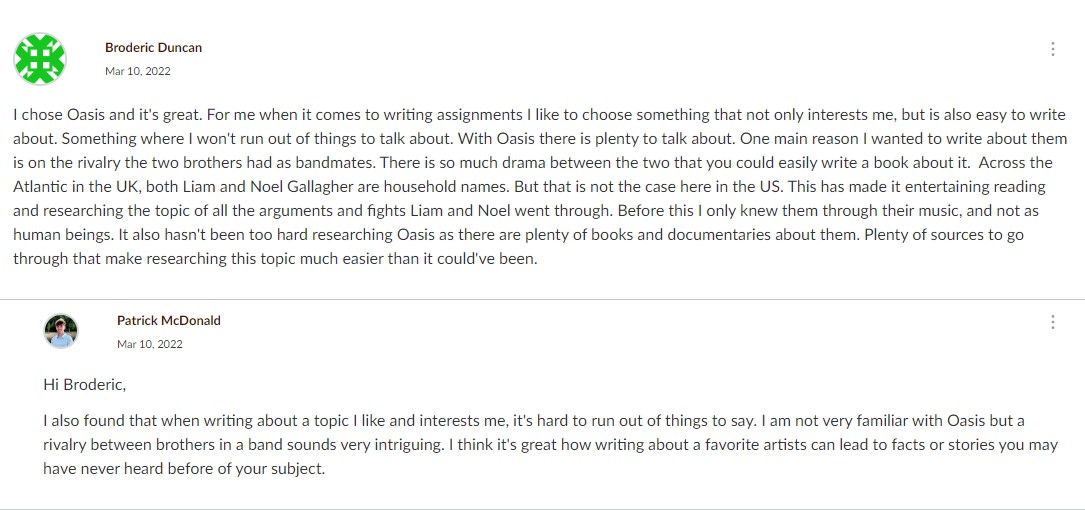 Broderic Duncan
Mar 10, 2022
I chose Oasis and it's great. For me when it comes to writing assignments I like to choose something that not only interests me, but is also easy to write
about. Something where I won't run out of things to talk about. With Oasis there is plenty to talk about. One main reason I wanted to write about them
is on the rivalry the two brothers had as bandmates. There is so much drama between the two that you could easily write a book about it.  Across the
Atlantic in the UK, both Liam and Noel Gallagher are household names. But that is not the case here in the US. This has made it entertaining reading
and researching the topic of all the arguments and fights Liam and Noel went through. Before this I only knew them through their music, and not as
human beings. It also hasn't been too hard researching Oasis as there are plenty of books and documentaries about them. Plenty of sources to go
through that make researching this topic much easier than it could've been.
Patrick McDonald
Mar 10, 2022
Hi Broderic,
I also found that when writing about a topic I like and interests me, it's hard to run out of things to say. I am not very familiar with Oasis but a
rivalry between brothers in a band sounds very intriguing. I think it's great how writing about a favorite artists can lead to facts or stories you may
have never heard before of your subject.